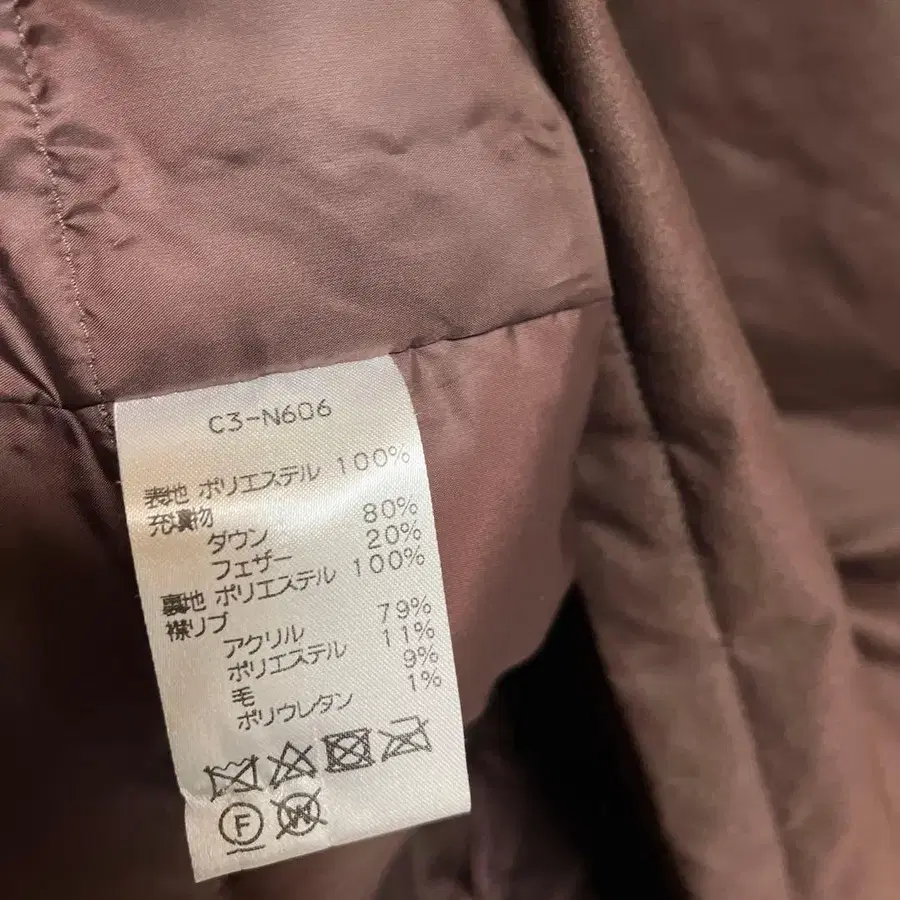 C3-N606
表地 ポリエステル 100%
充填物
ダウン 80%
フェザー 20%
裏地 ポリエステル 100%
襟リブ
アクリル 79%
ポリエステル 11%
毛 9%
ポリウレタン 1%
F W